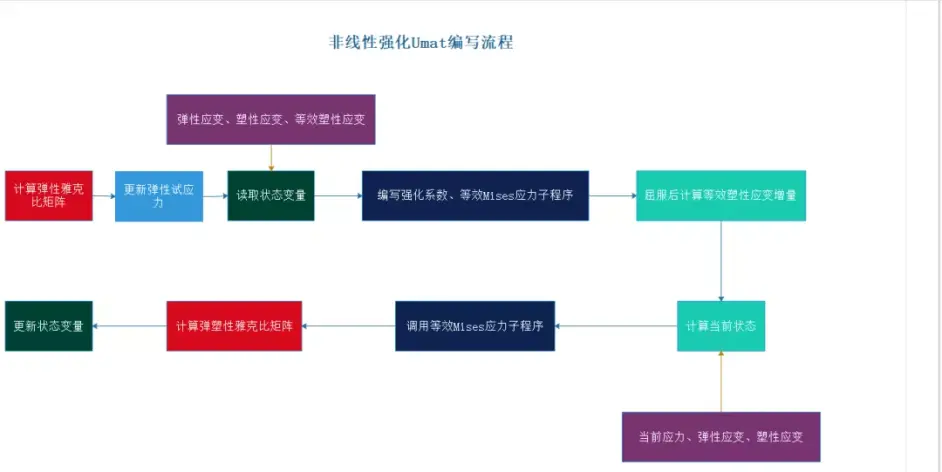 非线性强化Umat编写流程
弹性应变、塑性应变、等效塑性应变
计算弹性雅克
比矩阵
更新弹性试应
力
读取状态变量
编写强化系数、等效Mises应力子程序
屈服后计算等效塑性应变增量
更新状态变量
计算弹塑性雅克比矩阵
调用等效Mises应力子程序
计算当前状态
当前应力、弹性应变、塑性应变